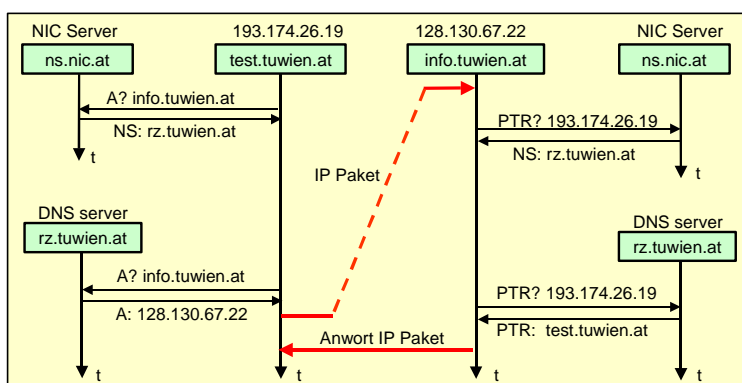 NIC Server 193.174.26.19 128.130.67.22 NIC Server
ns.nic.at test.tuwien.at info.tuwien.at ns.nic.at
A? info.tuwien.at
PTR? 193.174.26.19
NS: rz.tuwien.at
NS: rz.tuwien.at
t
IP Paket
t
DNS server
DNS server
rz.tuwien.at
rz.tuwien.at
A? info.tuwien.at
PTR? 193.174.26.19
A: 128.130.67.22
Anwort IP Paket
PTR: test.tuwien.at
t t t t